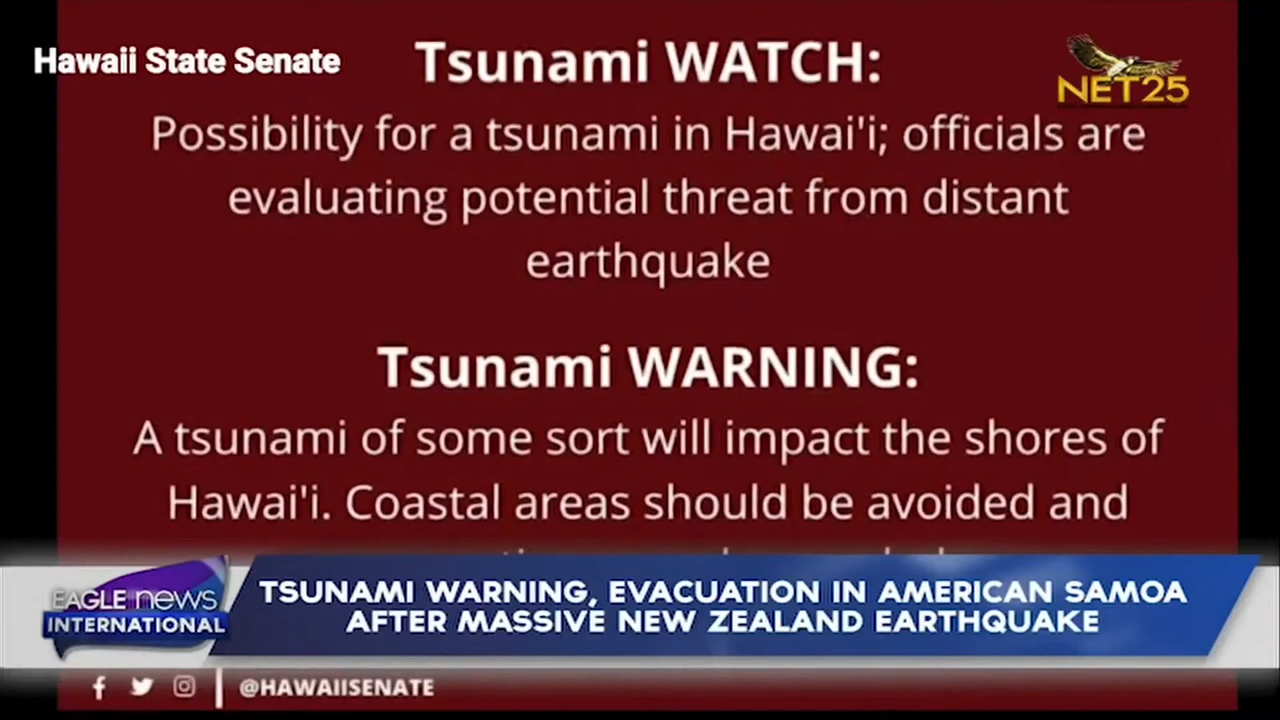 Hawaii State Senate
NET25
Tsunami WATCH:
Possibility for a tsunami in Hawai'i; officials are
evaluating potential threat from distant
earthquake
Tsunami WARNING:
A tsunami of some sort will impact the shores of
Hawai'i. Coastal areas should be avoided and
EAGLE news
INTERNATIONAL
TSUNAMI WARNING, EVACUATION IN AMERICAN SAMOA
AFTER MASSIVE NEW ZEALAND EARTHQUAKE
@HAWAIISENATE